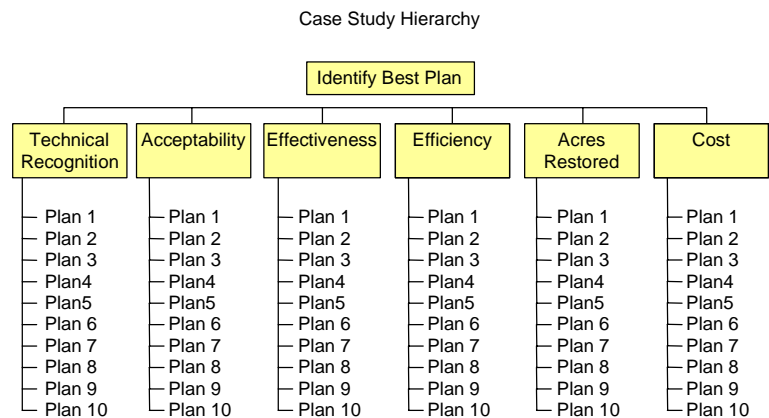 Case Study Hierarchy
Identify Best Plan
Technical
Recognition
Acceptability
Effectiveness
Efficiency
Acres
Restored
Cost
Plan 1
Plan 2
Plan 3
Plan4
Plan5
Plan 6
Plan 7
Plan 8
Plan 9
Plan 10
Plan 1
Plan 2
Plan 3
Plan4
Plan5
Plan 6
Plan 7
Plan 8
Plan 9
Plan 10
Plan 1
Plan 2
Plan 3
Plan4
Plan5
Plan 6
Plan 7
Plan 8
Plan 9
Plan 10
Plan 1
Plan 2
Plan 3
Plan4
Plan5
Plan 6
Plan 7
Plan 8
Plan 9
Plan 10
Plan 1
Plan 2
Plan 3
Plan4
Plan5
Plan 6
Plan 7
Plan 8
Plan 9
Plan 10
Plan 1
Plan 2
Plan 3
Plan4
Plan5
Plan 6
Plan 7
Plan 8
Plan 9
Plan 10